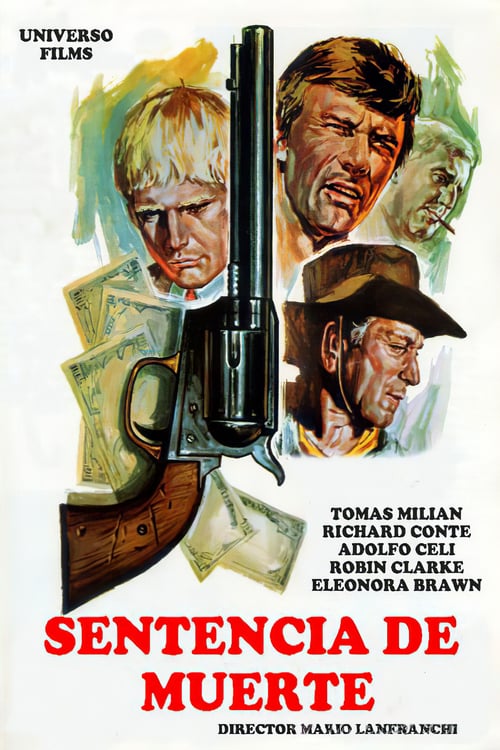 UNIVERSO
FILMS
TOMAS MILIAN
RICHARD CONTE
ADOLFO CELI
ROBIN CLARKE
ELEONORA BRAWN
SENTENCIA DE
MUERTE
DIRECTOR MARIO LANFRANCHI